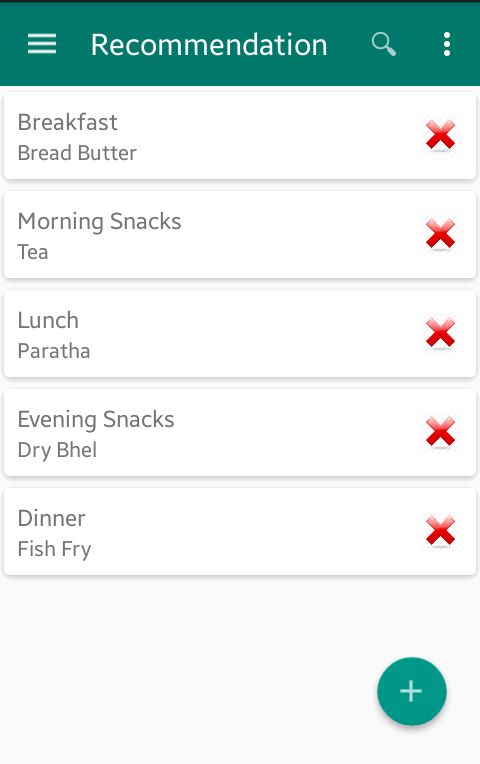 Recommendation
Breakfast
Bread Butter
Morning Snacks
Tea
Lunch
Paratha
Evening Snacks
Dry Bhel
Dinner
Fish Fry